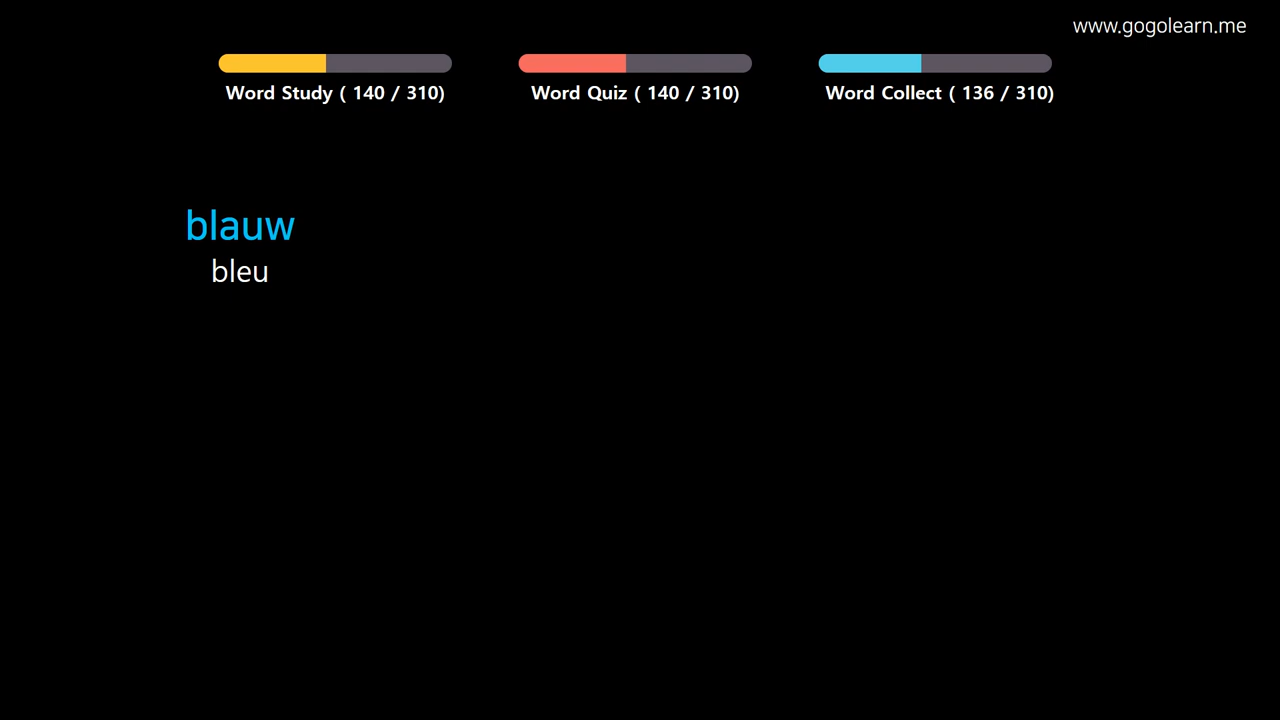 www.gogolearn.me
Word Study ( 140 / 310)
Word Quiz ( 140 / 310)
Word Collect ( 136 / 310)
blauw
bleu